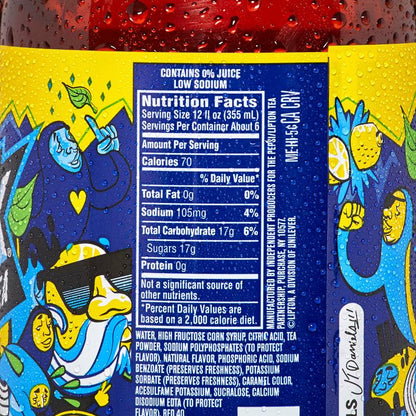 CONTAINS 0% JUICE
LOW SODIUM
Nutrition Facts
Serving Size 12 fl oz (355 mL)
Servings Per Container About 6
Amount Per Serving
Calories 70
% Daily Value*
Total Fat 0g 0%
Sodium 105mg 4%
Total Carbohydrate 17g 6%
Sugars 17g
Protein 0g
Not a significant source of
other nutrients.
*Percent Daily Values are
based on a 2,000 calorie diet.
WATER, HIGH FRUCTOSE CORN SYRUP, CITRIC ACID, TEA
POWDER, SODIUM POLYPHOSPHATES (TO PROTECT
FLAVOR), NATURAL FLAVOR, PHOSPHORIC ACID, SODIUM
BENZOATE (PRESERVES FRESHNESS), POTASSIUM
SORBATE (PRESERVES FRESHNESS), CARAMEL COLOR,
ACESULFAME POTASSIUM, SUCRALOSE, CALCIUM
DISODIUM EDTA (TO PROTECT
FLAVOR), RED 40
MANUFACTURED BY INDEPENDENT PRODUCERS FOR THE PEPSI/LIPTON TEA
PARTNERSHIP, PURCHASE, NY 10577.
©LIPTON, A DIVISION OF UNILEVER.
ME-HI-5¢ CA CRV
J. Daniels!!
LS